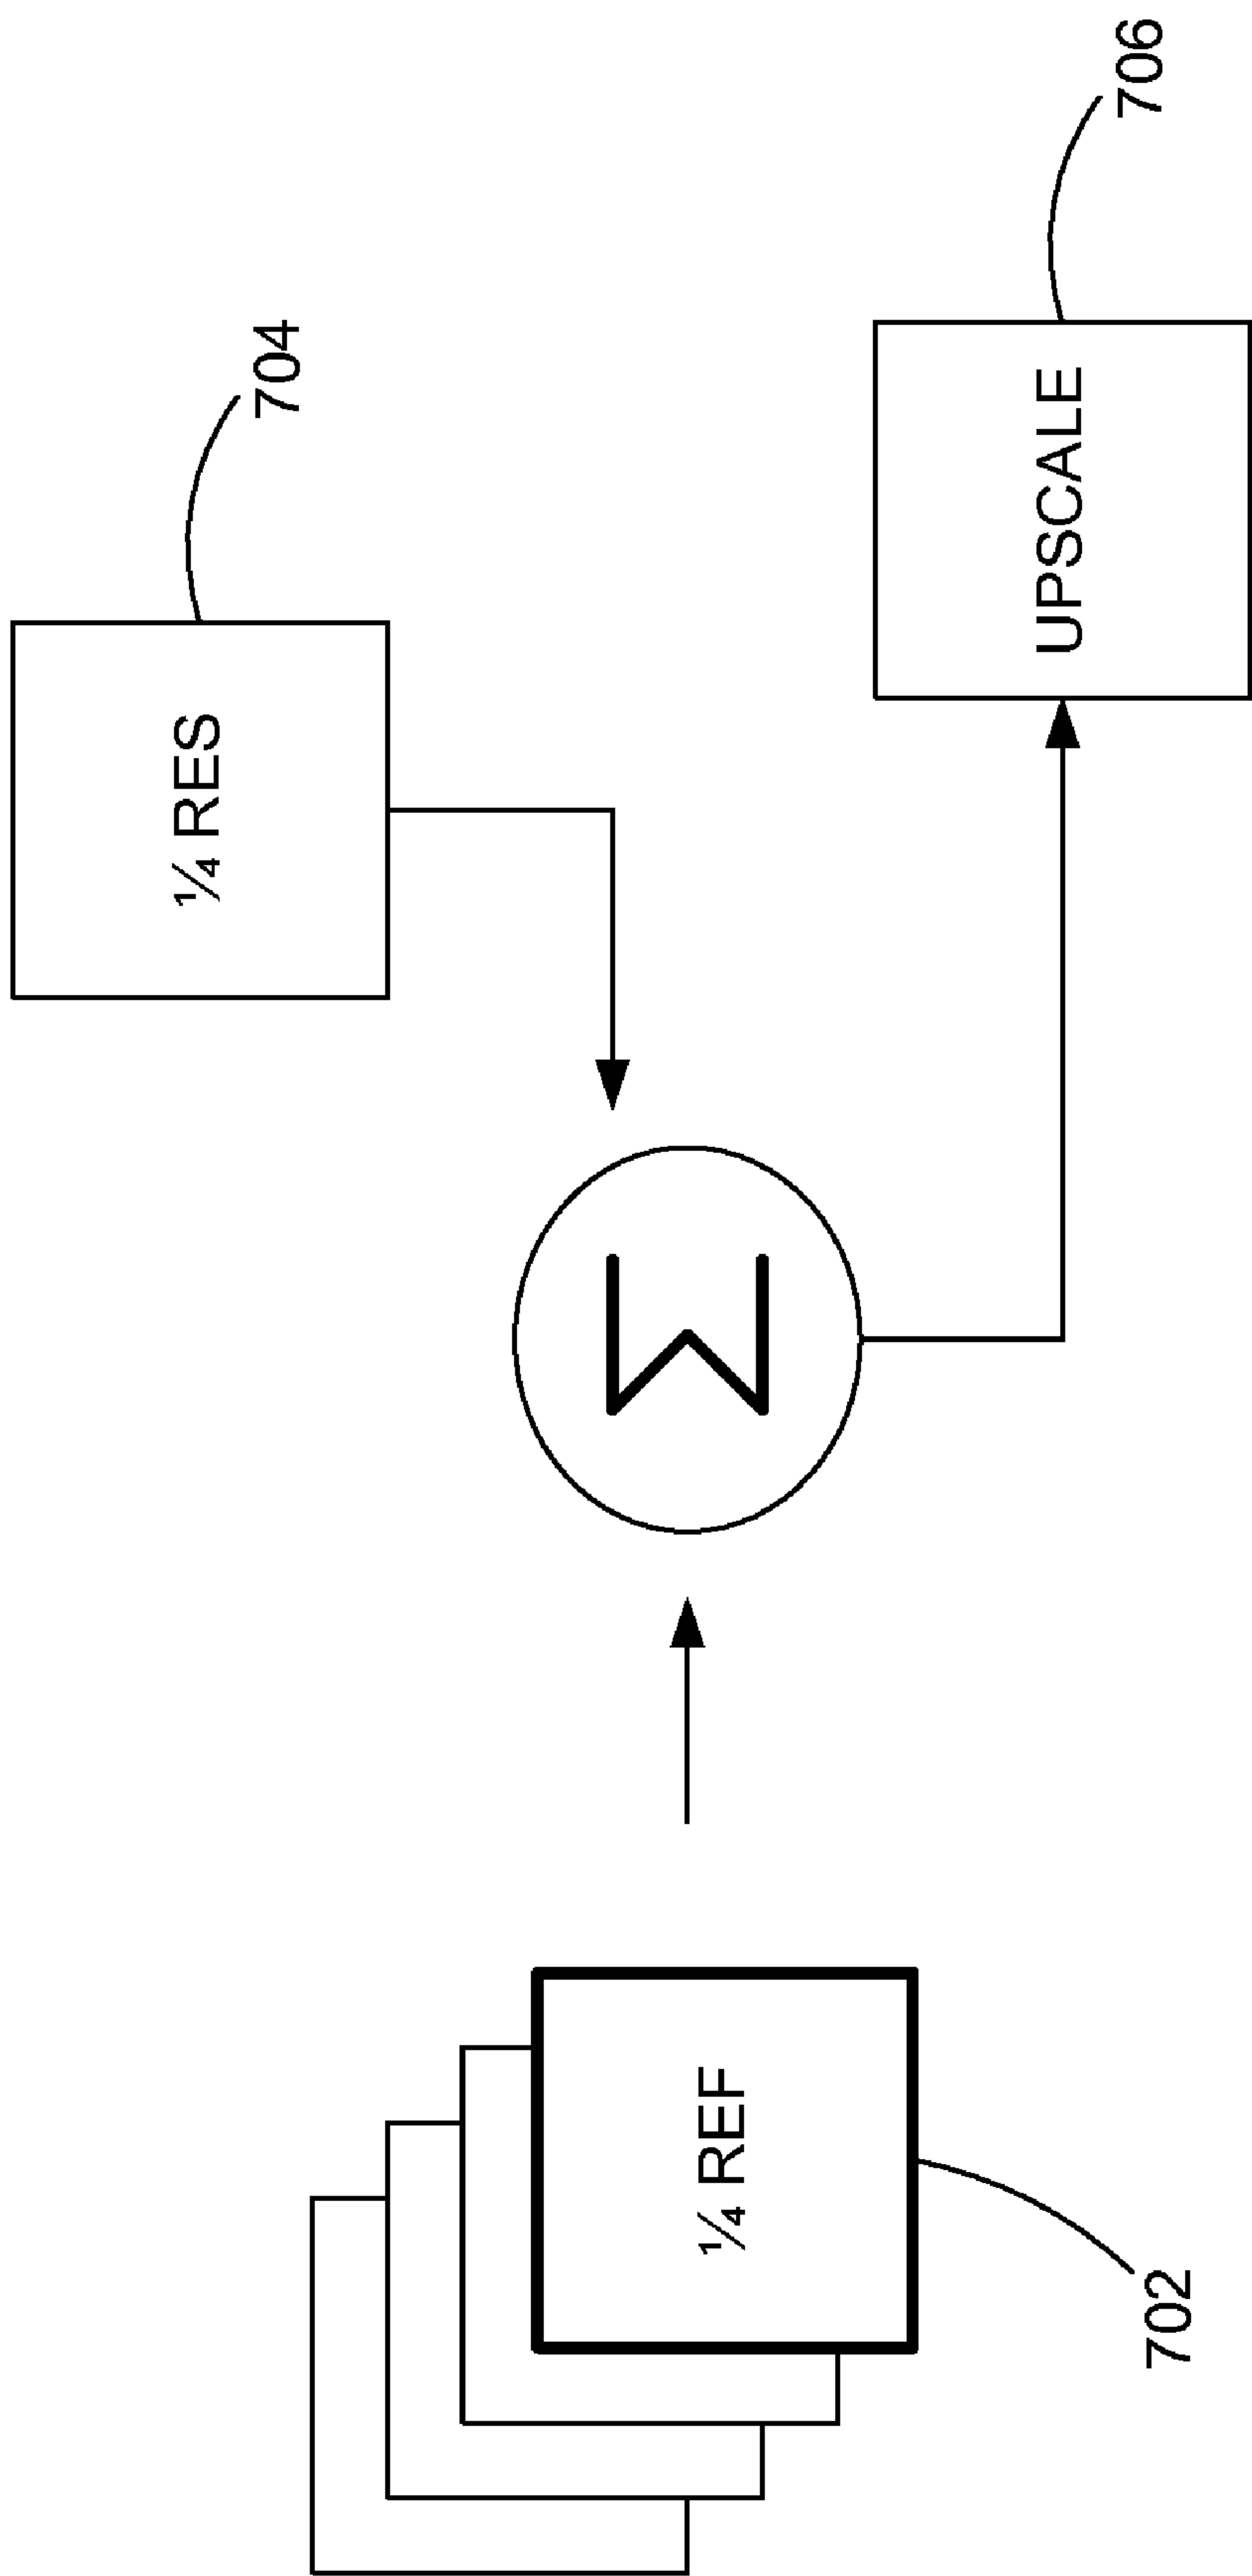 ¼ RES
704
¼ REF
702
Σ
UPSCALE
706